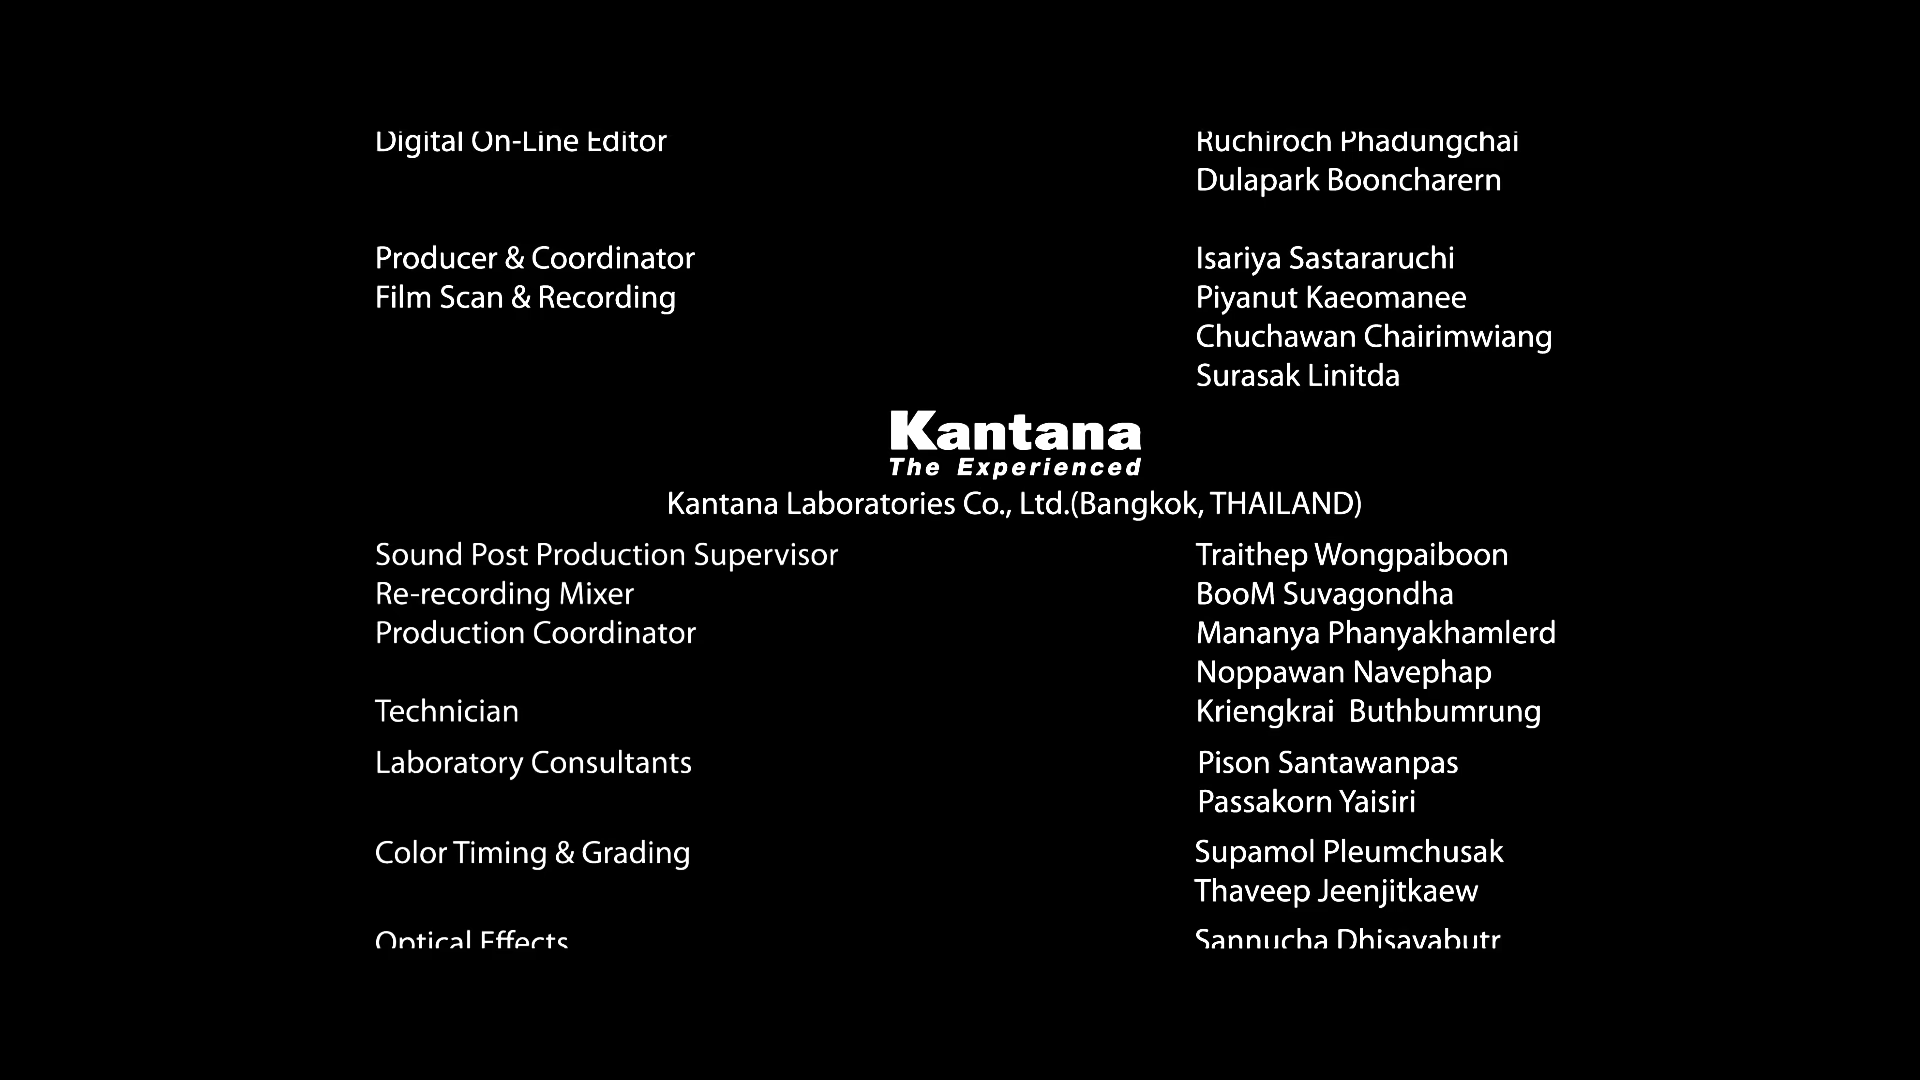 Digital On-Line Editor Ruchiroch Phadungchai
Dulapark Booncharern
Producer & Coordinator Isariya Sastararuchi
Film Scan & Recording Piyanut Kaeomanee
Chuchawan Chairimwiang
Surasak Linitda
Kantana
The Experienced
Kantana Laboratories Co., Ltd.(Bangkok, THAILAND)
Sound Post Production Supervisor Traithep Wongpaiboon
Re-recording Mixer BooM Suvagondha
Production Coordinator Mananya Phanyakhamlerd
Noppawan Navephap
Technician Kriengkrai  Buthbumrung
Laboratory Consultants Pison Santawanpas
Passakorn Yaisiri
Color Timing & Grading Supamol Pleumchusak
Thaveep Jeenjitkaew
Optical Effects Sannucha Dhisayabutr